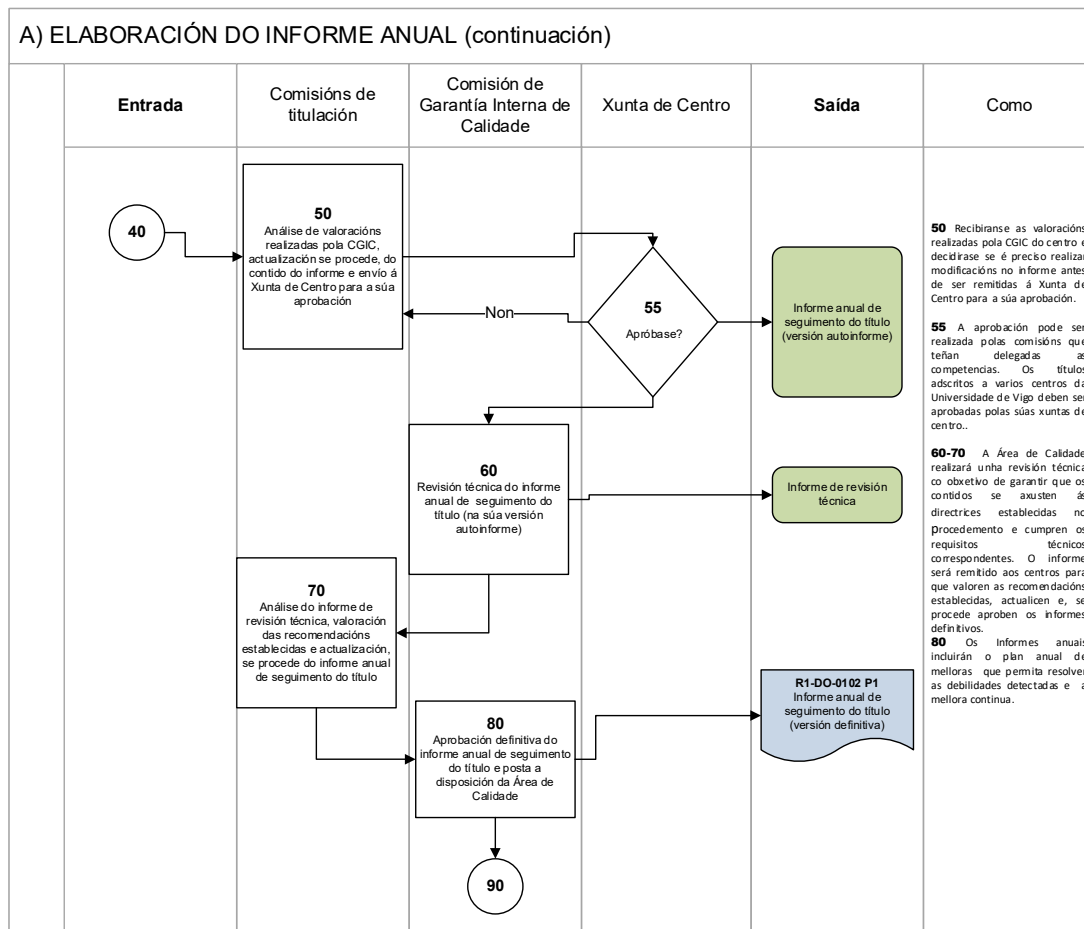 A) ELABORACIÓN DO INFORME ANUAL (continuación)
Entrada
Comisións de
titulación
Comisión de
Garantía Interna de
Calidade
Xunta de Centro
Saída
Como
40
50
Análise de valoracións
realizadas pola CGIC,
actualización se procede, do
contido do informe e envío á
Xunta de Centro para a súa
aprobación
Non
55
Apróbase?
Informe anual de
seguimento do título
(versión autoinforme)
60
Revisión técnica do informe
anual de seguimento do
título (na súa versión
autoinforme)
Informe de revisión
técnica
70
Análise do informe de
revisión técnica, valoración
das recomendacións
establecidas e actualización,
se procede do informe anual
de seguimento do título
80
Aprobación definitiva do
informe anual de seguimento
do título e posta a
disposición da Área de
Calidade
R1-DO-0102 P1
Informe anual de
seguimento do título
(versión definitiva)
90
50 Recibiranse as valoracións
realizadas pola CGIC do centro e
decidirase se é preciso realizar
modificacións no informe antes
de ser remitidas á Xunta de
Centro para a súa aprobación.
55 A aprobación pode ser
realizada polas comisións que
teñan delegadas as
competencias. Os títulos
adscritos a varios centros da
Universidade de Vigo deben ser
aprobadas polas súas xuntas de
centro..
60-70 A Área de Calidade
realizará unha revisión técnica
co obxetivo de garantir que os
contidos se axusten ás
directrices establecidas no
procedemento e cumpren os
requisitos técnicos
correspondentes. O informe
será remitido aos centros para
que valoren as recomendacións
establecidas, actualicen e, se
procede aproben os informes
definitivos.
80 Os Informes anuais
incluirán o plan anual de
melloras que permita resolver
as debilidades detectadas e a
mellora continua.